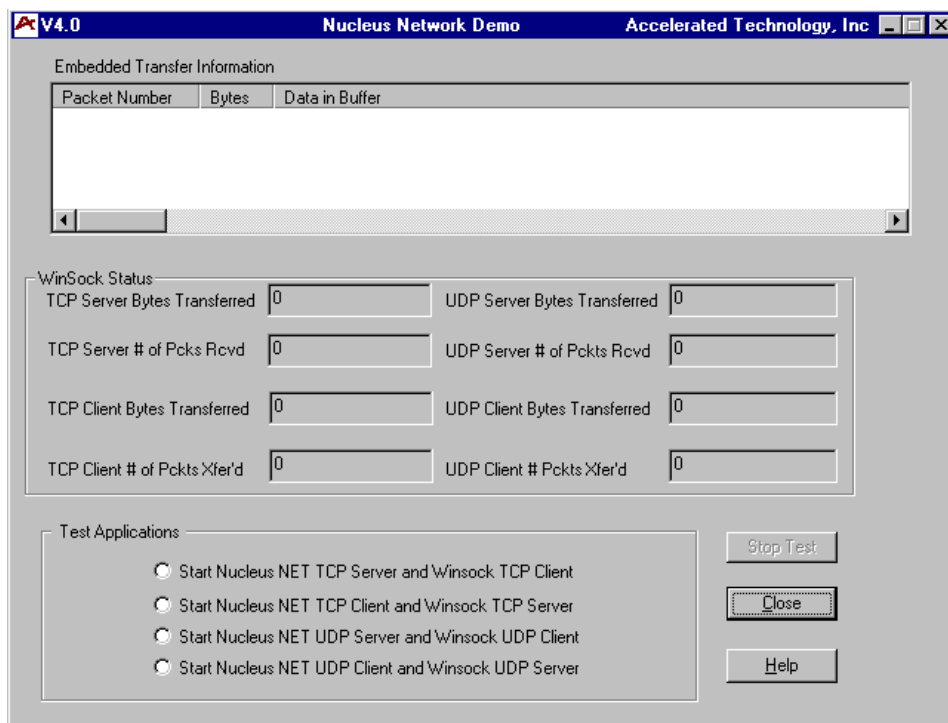 V4.0 Nucleus Network Demo Accelerated Technology, Inc
Embedded Transfer Information
Packet Number Bytes Data in Buffer
WinSock Status
TCP Server Bytes Transferred 0 UDP Server Bytes Transferred 0
TCP Server # of Pcks Rcvd 0 UDP Server # of Pckts Rcvd 0
TCP Client Bytes Transferred 0 UDP Client Bytes Transferred 0
TCP Client # of Pckts Xfer'd 0 UDP Client # Pckts Xfer'd 0
Test Applications
Start Nucleus NET TCP Server and Winsock TCP Client
Start Nucleus NET TCP Client and Winsock TCP Server
Start Nucleus NET UDP Server and Winsock UDP Client
Start Nucleus NET UDP Client and Winsock UDP Server
Stop Test
Close
Help